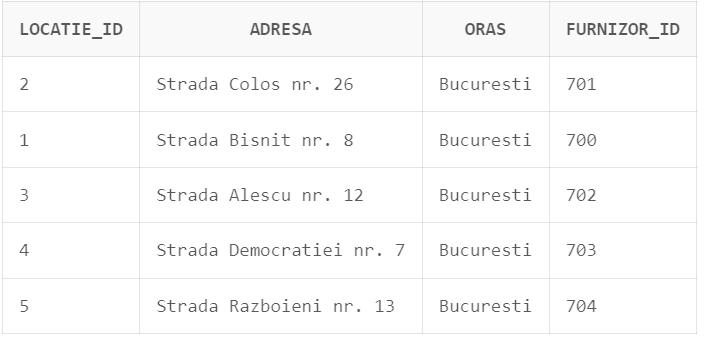 LOCATIE_ID ADRESA ORAS FURNIZOR_ID
2 Strada Colos nr. 26 Bucuresti 701
1 Strada Bisnit nr. 8 Bucuresti 700
3 Strada Alescu nr. 12 Bucuresti 702
4 Strada Democratiei nr. 7 Bucuresti 703
5 Strada Razboieni nr. 13 Bucuresti 704